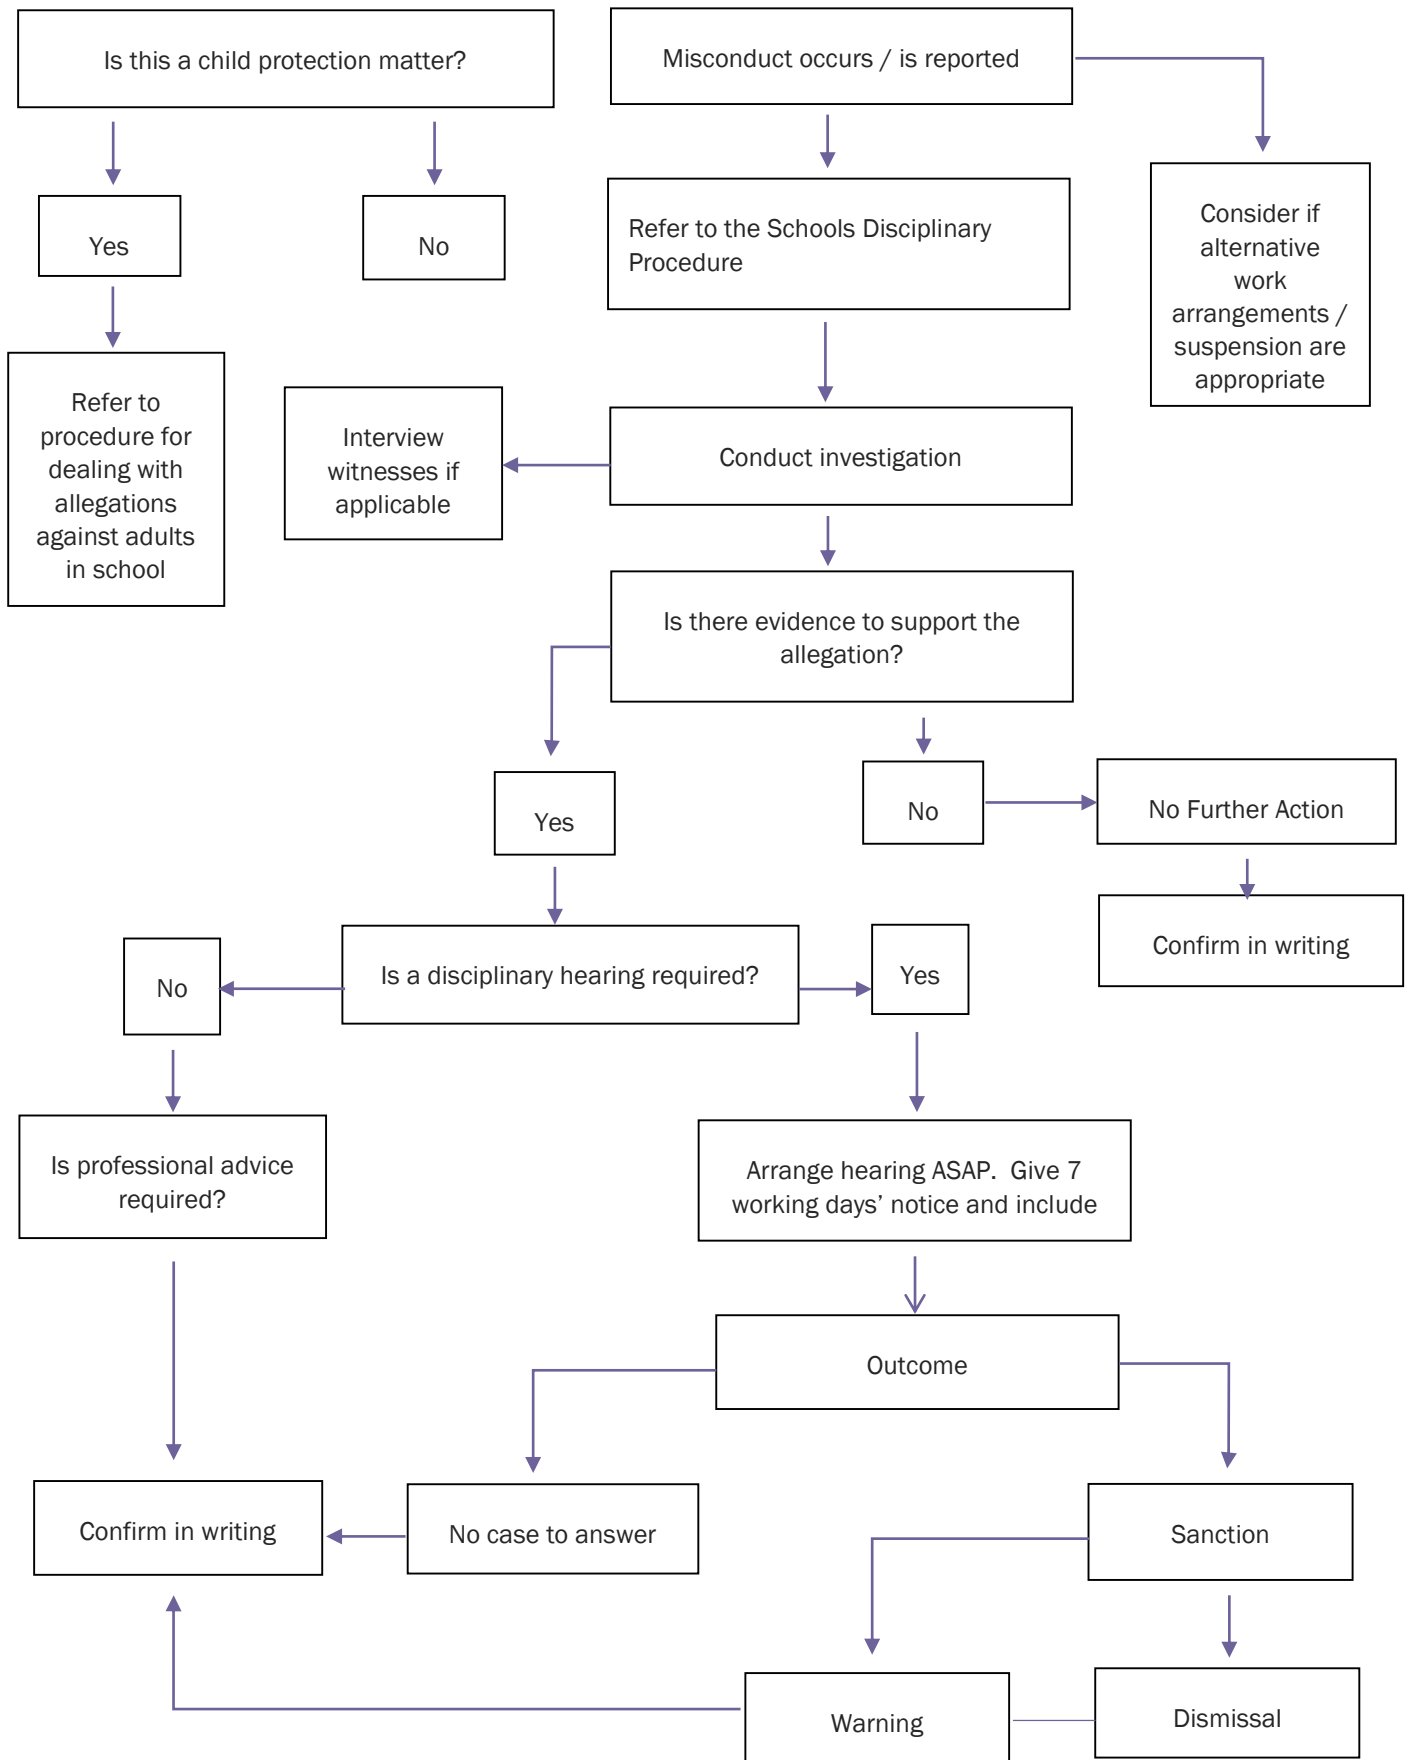 Is this a child protection matter?
Misconduct occurs / is reported
Yes
No
Refer to the Schools Disciplinary
Procedure
Consider if
alternative
work
arrangements /
suspension are
appropriate
Refer to
procedure for
dealing with
allegations
against adults
in school
Interview
witnesses if
applicable
Conduct investigation
Is there evidence to support the
allegation?
Yes
No
No Further Action
Confirm in writing
No
Is a disciplinary hearing required?
Yes
Is professional advice
required?
Arrange hearing ASAP.  Give 7
working days’ notice and include
Outcome
Confirm in writing
No case to answer
Sanction
Warning
Dismissal